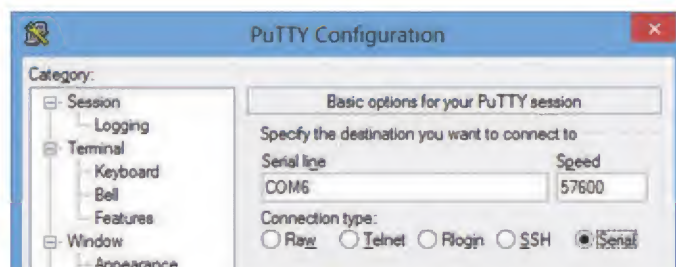 PuTTY Configuration
Category:
Session
Logging
Terminal
Keyboard
Bell
Features
Window
Appearance
Basic options for your PuTTY session
Specify the destination you want to connect to
Serial line
Speed
COM6
57600
Connection type:
Raw Telnet Rlogin SSH Serial